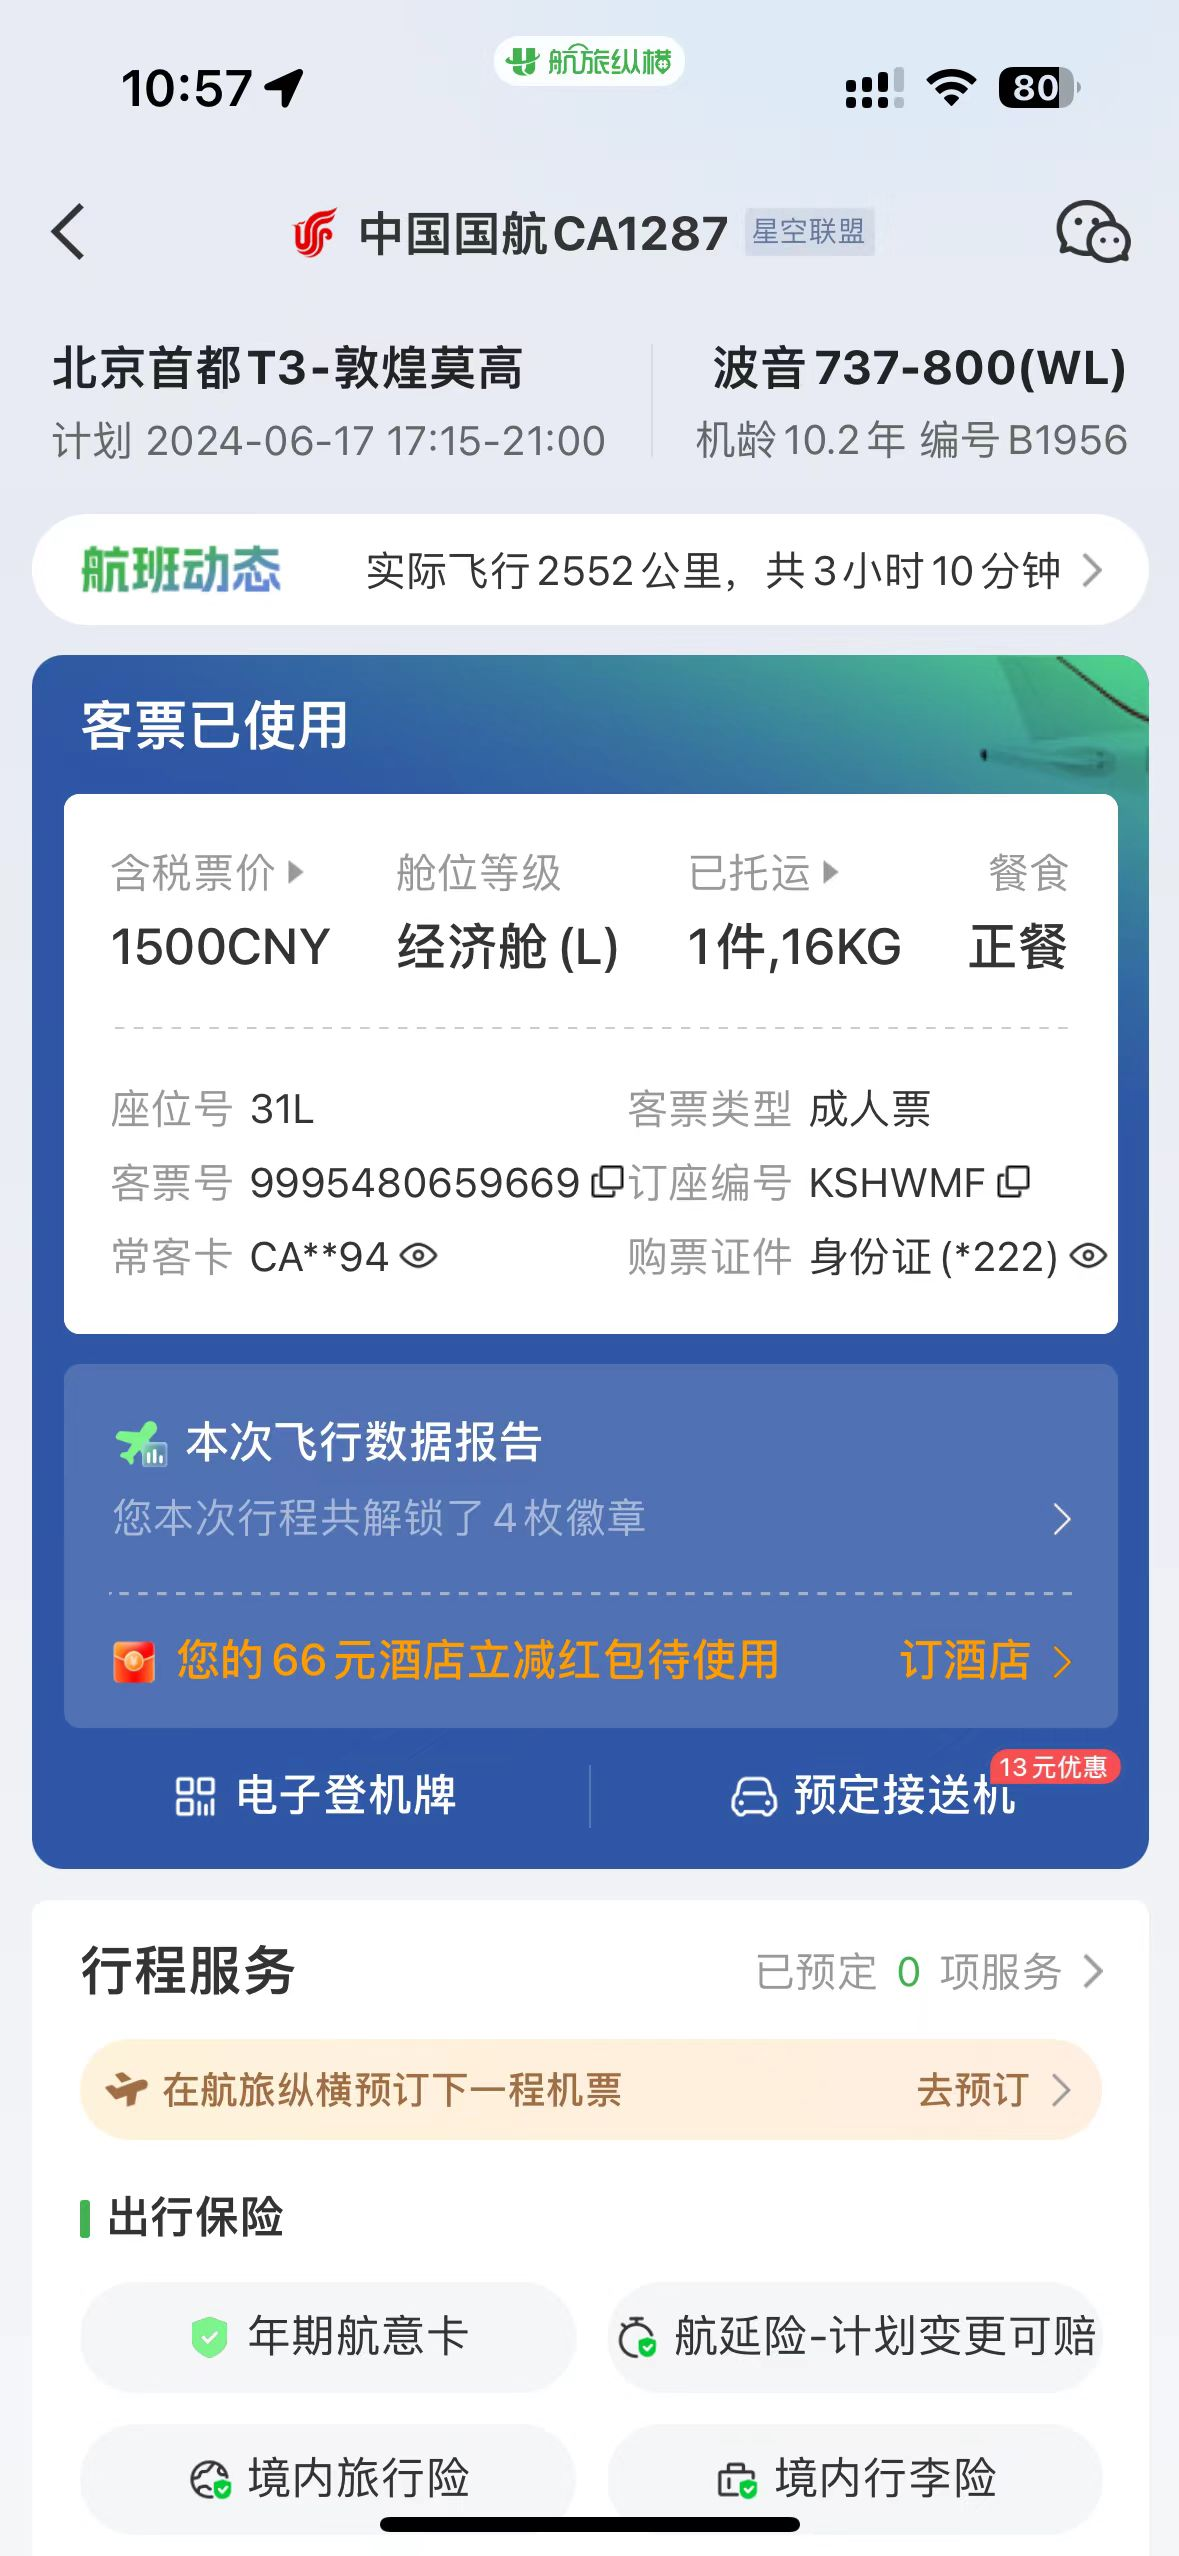 航旅纵横
10:57
80
中国国航CA1287 星空联盟
北京首都T3-敦煌莫高
波音737-800(WL)
计划 2024-06-17 17:15-21:00
机龄10.2年 编号B1956
航班动态 实际飞行2552公里，共3小时10分钟
客票已使用
含税票价 舱位等级 已托运 餐食
1500CNY 经济舱(L) 1件,16KG 正餐
座位号 31L 客票类型 成人票
客票号 9995480659669 订座编号 KSHWMF
常客卡 CA**94 购票证件 身份证(*222)
本次飞行数据报告
您本次行程共解锁了4枚徽章
您的66元酒店立减红包待使用 订酒店
13元优惠
电子登机牌 预定接送机
行程服务 已预定 0 项服务
在航旅纵横预订下一程机票 去预订
出行保险
年期航意卡 航延险-计划变更可赔
境内旅行险 境内行李险